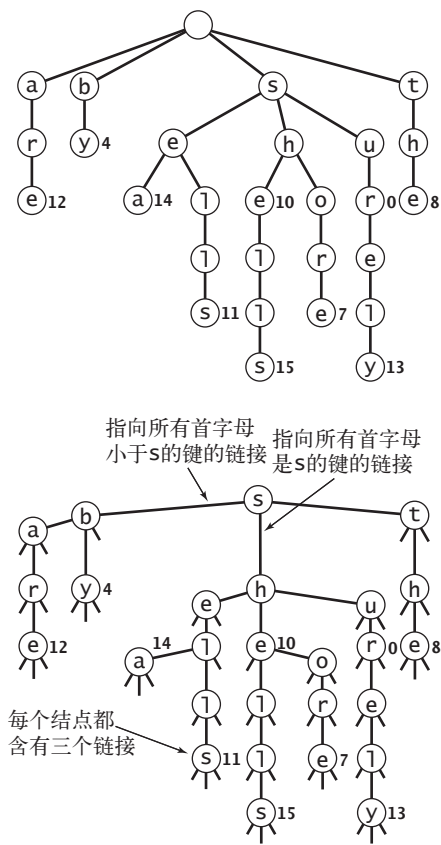 a b s t
r y 4 e h u h
e 12 a 14 l e 10 o r 0 e 8
l l r e
s 11 l e 7 l
s 15 y 13
指向所有首字母
小于s的键的链接
指向所有首字母
是s的键的链接
s
b t
a
r y 4 h h
e u
e 12 14 l e 10 r 0 e 8
a o
l l r e
每个结点都
含有三个链接
s 11 l e 7 l
s 15 y 13